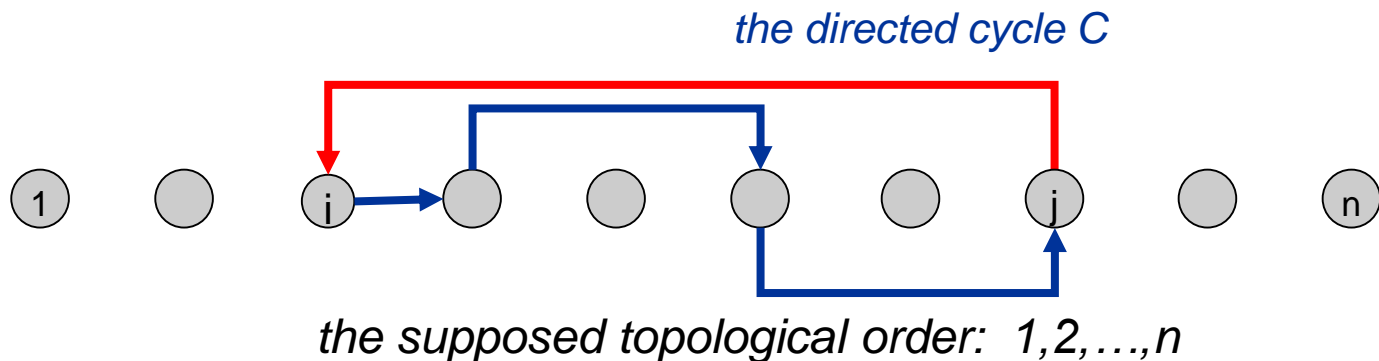 the directed cycle C
1 i j n
the supposed topological order: 1,2,…,n